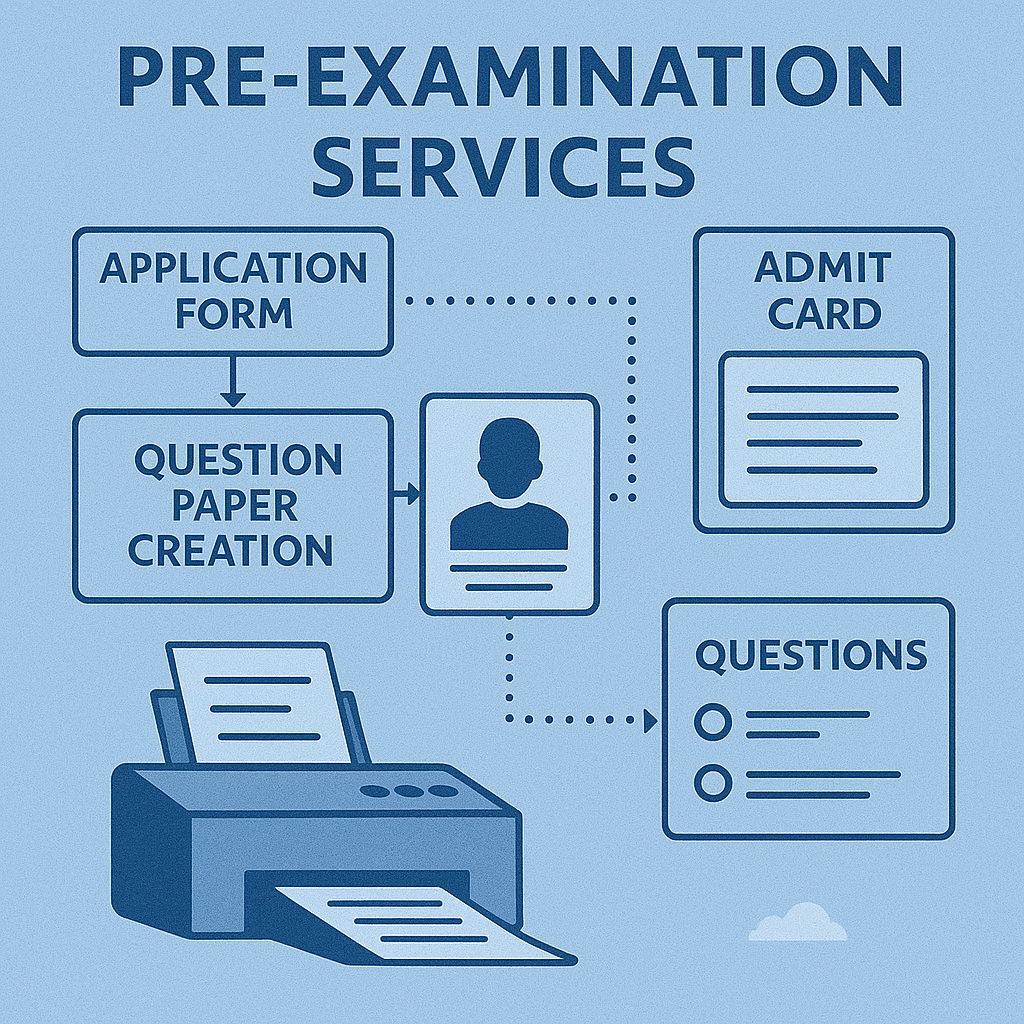 PRE-EXAMINATION
SERVICES
APPLICATION
FORM
ADMIT
CARD
QUESTION
PAPER
CREATION
QUESTIONS